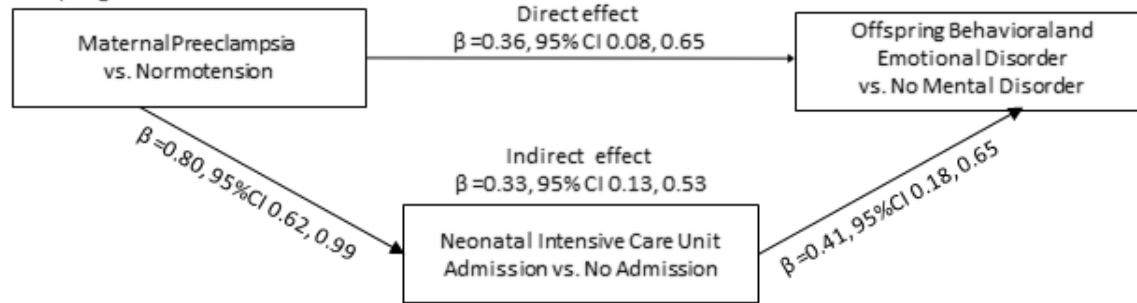 Direct effect
β=0.36, 95% CI 0.08, 0.65
Maternal Preeclampsia
vs. Normotension
Offspring Behavioral and
Emotional Disorder
vs. No Mental Disorder
β=0.80, 95%CI 0.62, 0.99
Indirect effect
β=0.33, 95% CI 0.13, 0.53
β=0.41, 95%CI 0.18, 0.65
Neonatal Intensive Care Unit
Admission vs. No Admission